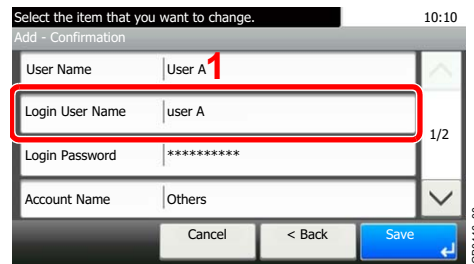 Select the item that you want to change.
10:10
Add - Confirmation
User Name User A
1
Login User Name user A
1/2
Login Password **********
Account Name Others
Cancel < Back Save